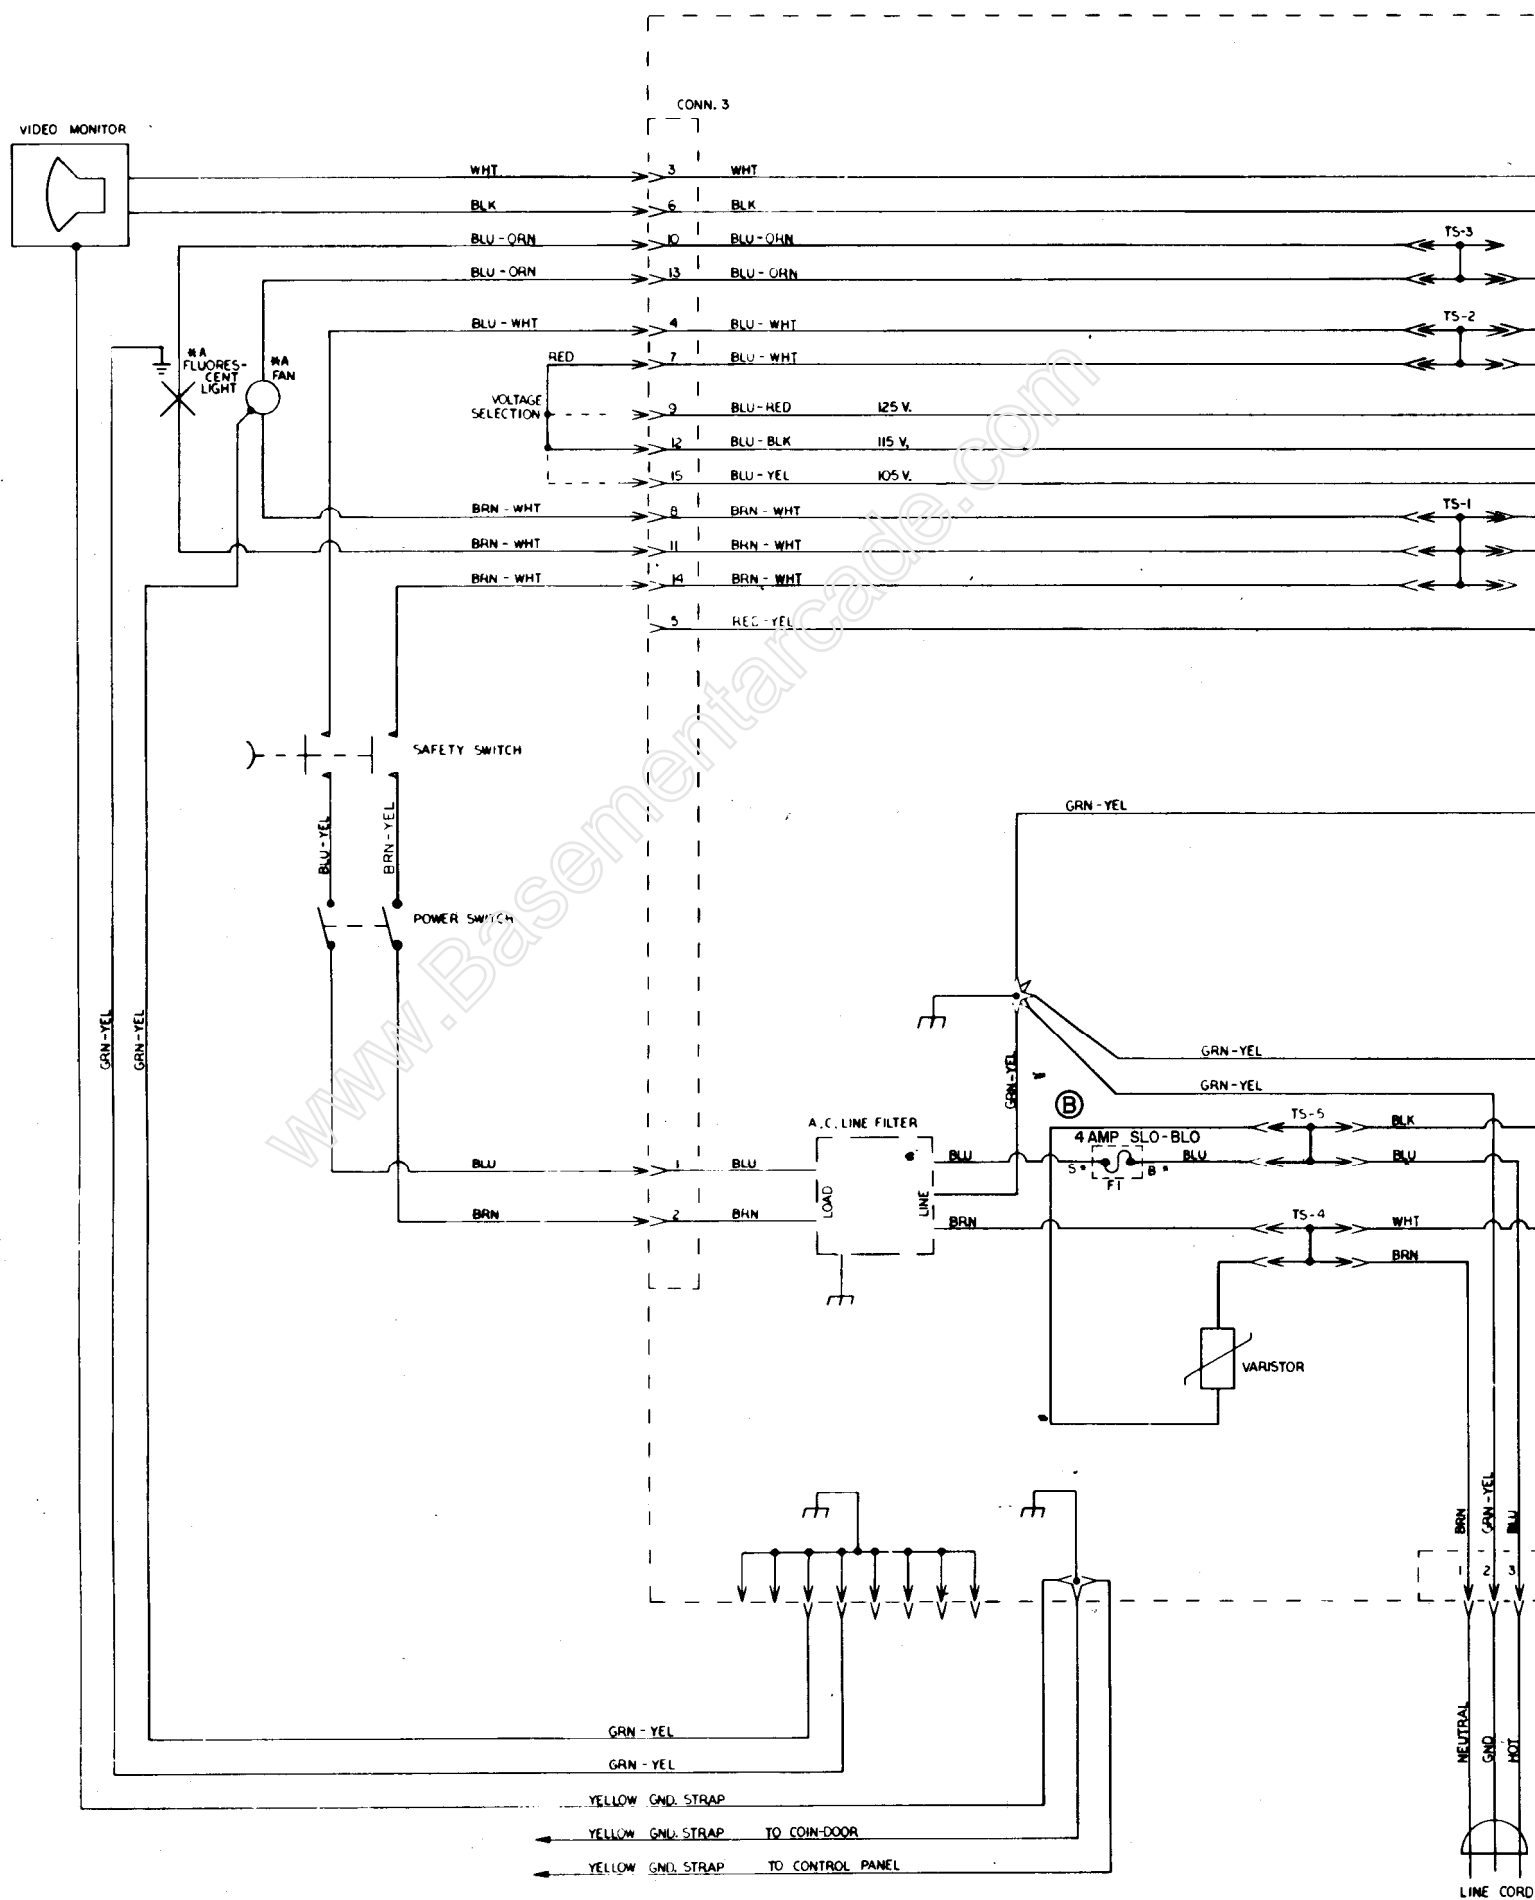 CONN. 3
VIDEO MONITOR
WHT 3 WHT
BLK 6 BLK
BLU-ORN 10 BLU-ORN TS-3
BLU-ORN 13 BLU-ORN
BLU-WHT 4 BLU-WHT TS-2
RED 7 BLU-WHT
*A
FLUORES-
CENT
LIGHT
*A
FAN
VOLTAGE
SELECTION
9 BLU-RED 125 V.
12 BLU-BLK 115 V.
15 BLU-YEL 105 V.
BRN-WHT 8 BRN-WHT TS-1
BRN-WHT 11 BRN-WHT
BRN-WHT 14 BRN-WHT
5 RED-YEL
SAFETY SWITCH
BLU-YEL
BRN-YEL
GRN-YEL
POWER SWITCH
GRN-YEL
GRN-YEL
GRN-YEL
GRN-YEL
GRN-YEL
B
A.C. LINE FILTER
4 AMP SLO-BLO
TS-5 BLK
BLU 1 BLU
BLU
S*
F1
B*
BLU
BLU
LOAD
LINE
BRN 2 BRN
BRN
TS-4 WHT
BRN
VARISTOR
BRN
GRN-YEL
BLU
1 2 3
NEUTRAL
GND
HOT
GRN-YEL
GRN-YEL
YELLOW GND. STRAP
YELLOW GND. STRAP TO COIN-DOOR
YELLOW GND. STRAP TO CONTROL PANEL
LINE CORD
www.Basementarcade.com